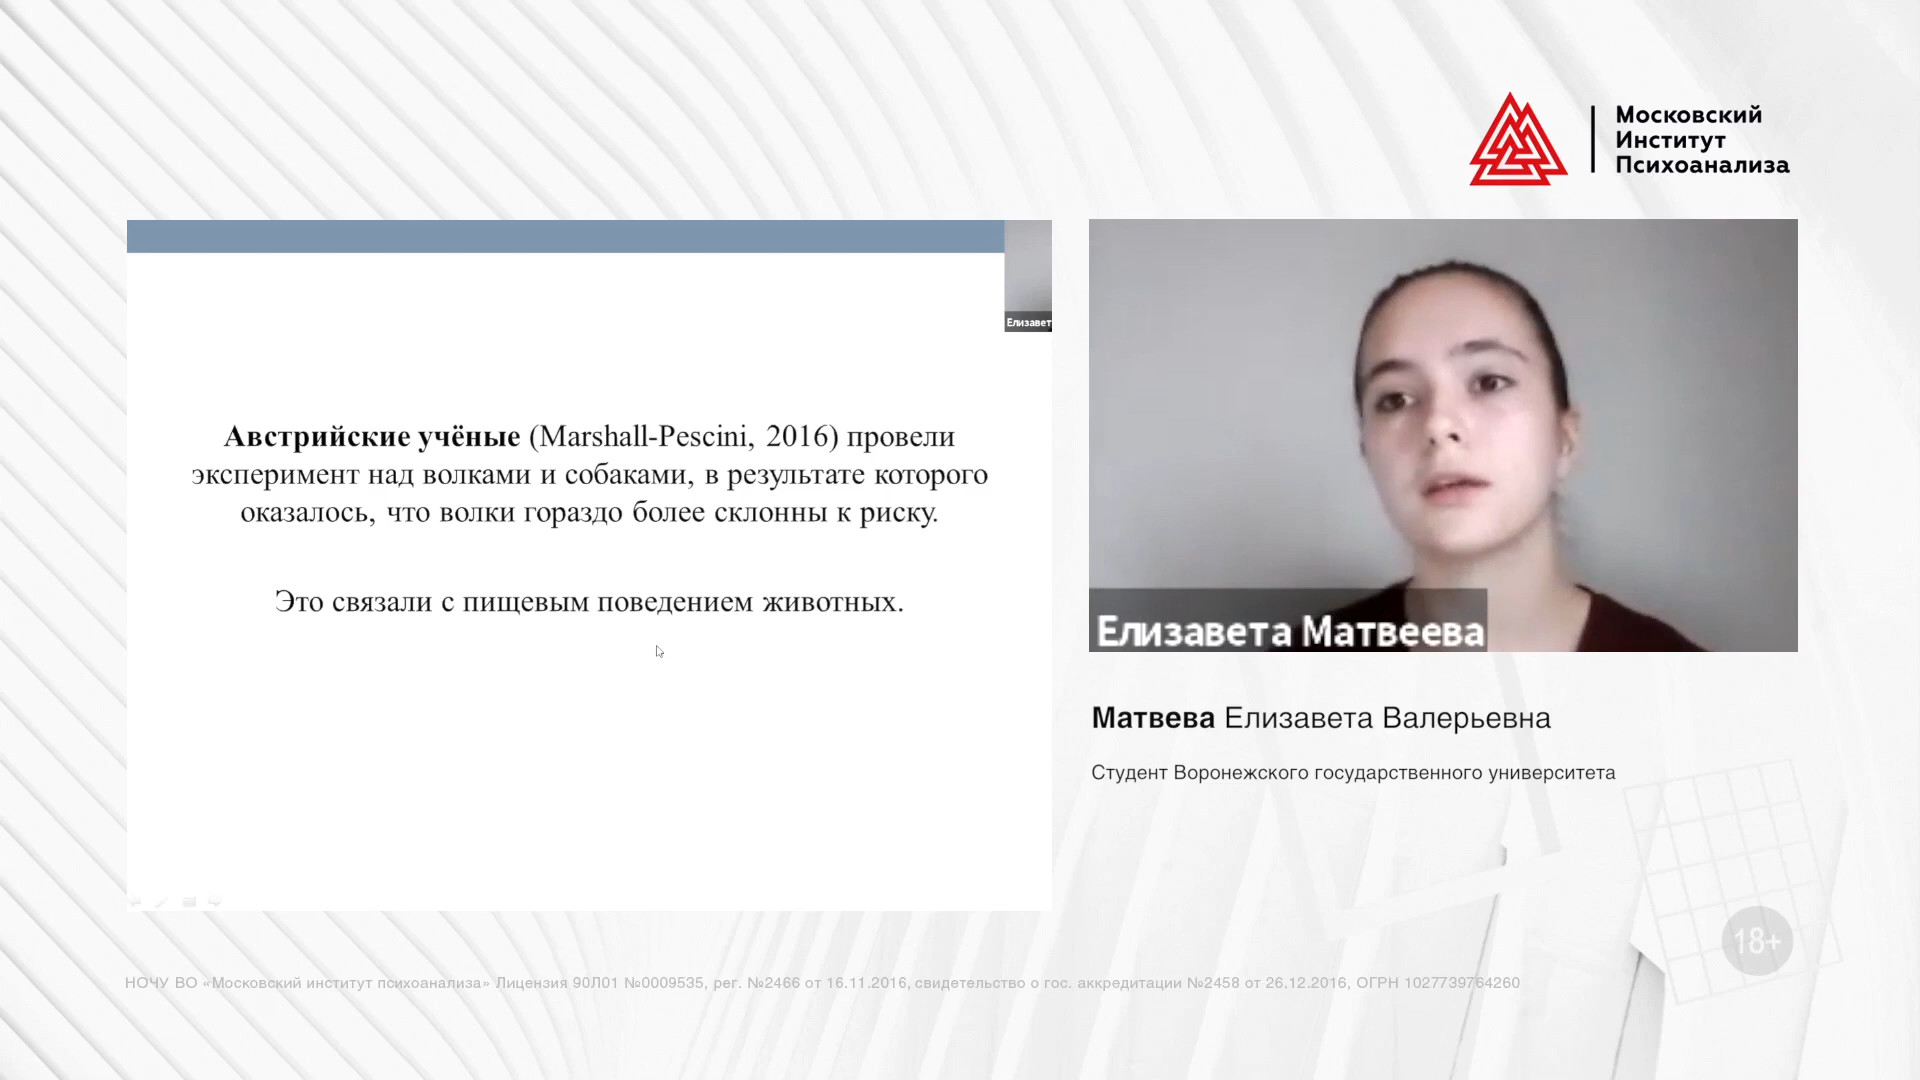 Московский
Институт
Психоанализа
Елизавет
Австрийские учёные (Marshall-Pescini, 2016) провели
эксперимент над волками и собаками, в результате которого
оказалось, что волки гораздо более склонны к риску.
Это связали с пищевым поведением животных.
Елизавета Матвеева
Матвева Елизавета Валерьевна
Студент Воронежского государственного университета
18+
НОЧУ ВО «Московский институт психоанализа» Лицензия 90Л01 №0009535, рег. №2466 от 16.11.2016, свидетельство о гос. аккредитации №2458 от 26.12.2016, ОГРН 1027739764260